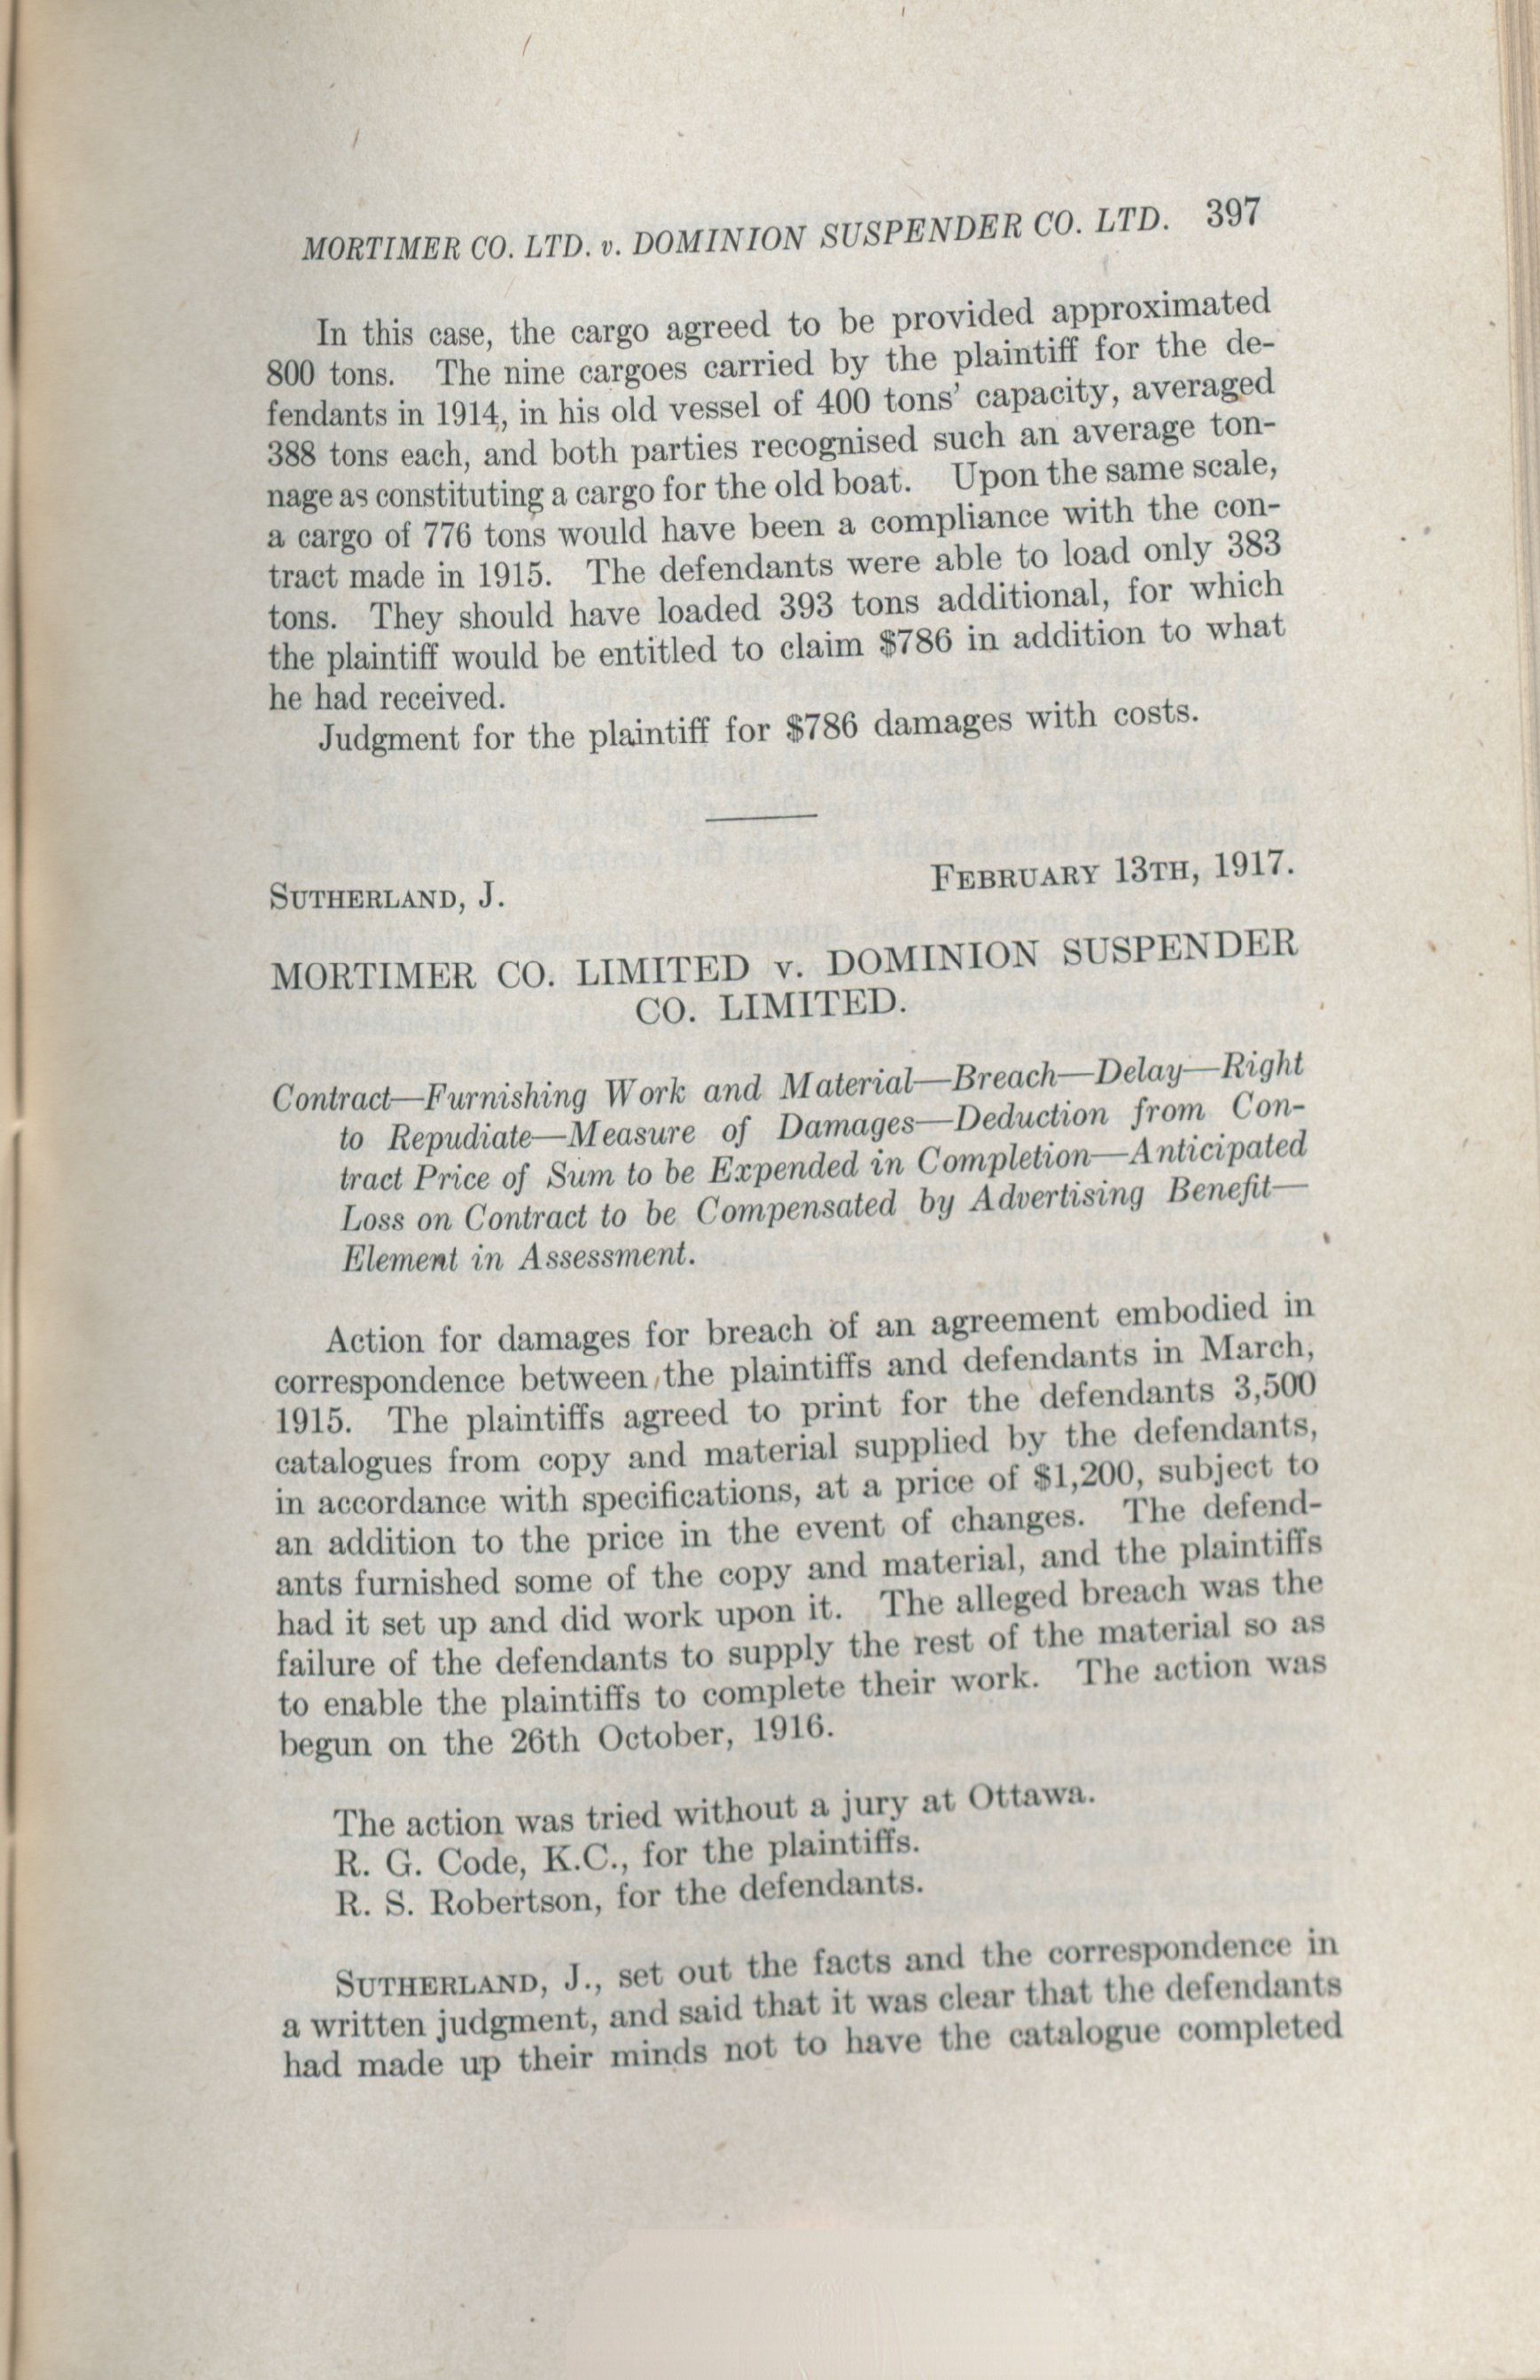 MORTIMER CO. LTD. v. DOMINION SUSPENDER CO. LTD. 397
In this case, the cargo agreed to be provided approximated
800 tons. The nine cargoes carried by the plaintiff for the de-
fendants in 1914, in his old vessel of 400 tons' capacity, averaged
388 tons each, and both parties recognised such an average ton-
nage as constituting a cargo for the old boat. Upon the same scale,
a cargo of 776 tons would have been a compliance with the con-
tract made in 1915. The defendants were able to load only 383
tons. They should have loaded 393 tons additional, for which
the plaintiff would be entitled to claim $786 in addition to what
he had received.
Judgment for the plaintiff for $786 damages with costs.
SUTHERLAND, J.
FEBRUARY 13TH, 1917.
MORTIMER CO. LIMITED v. DOMINION SUSPENDER
CO. LIMITED.
Contract—Furnishing Work and Material—Breach—Delay—Right
to Repudiate—Measure of Damages—Deduction from Con-
tract Price of Sum to be Expended in Completion—Anticipated
Loss on Contract to be Compensated by Advertising Benefit—
Element in Assessment.
Action for damages for breach of an agreement embodied in
correspondence between the plaintiffs and defendants in March,
1915. The plaintiffs agreed to print for the defendants 3,500
catalogues from copy and material supplied by the defendants,
in accordance with specifications, at a price of $1,200, subject to
an addition to the price in the event of changes. The defend-
ants furnished some of the copy and material, and the plaintiffs
had it set up and did work upon it. The alleged breach was the
failure of the defendants to supply the rest of the material so as
to enable the plaintiffs to complete their work. The action was
begun on the 26th October, 1916.
The action was tried without a jury at Ottawa.
R. G. Code, K.C., for the plaintiffs.
R. S. Robertson, for the defendants.
SUTHERLAND, J., set out the facts and the correspondence in
a written judgment, and said that it was clear that the defendants
had made up their minds not to have the catalogue completed